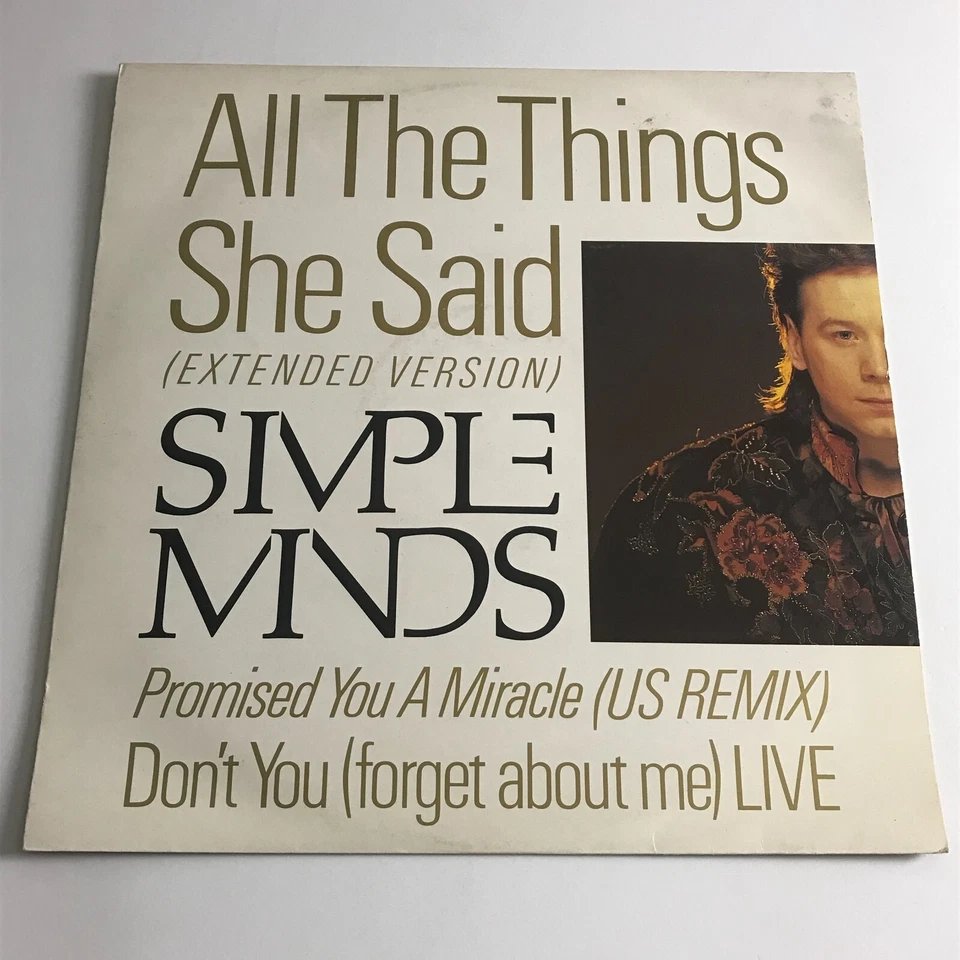 All The Things
She Said
(EXTENDED VERSION)
SIMPLE
MINDS
Promised You A Miracle (US REMIX)
Don't You (forget about me) LIVE